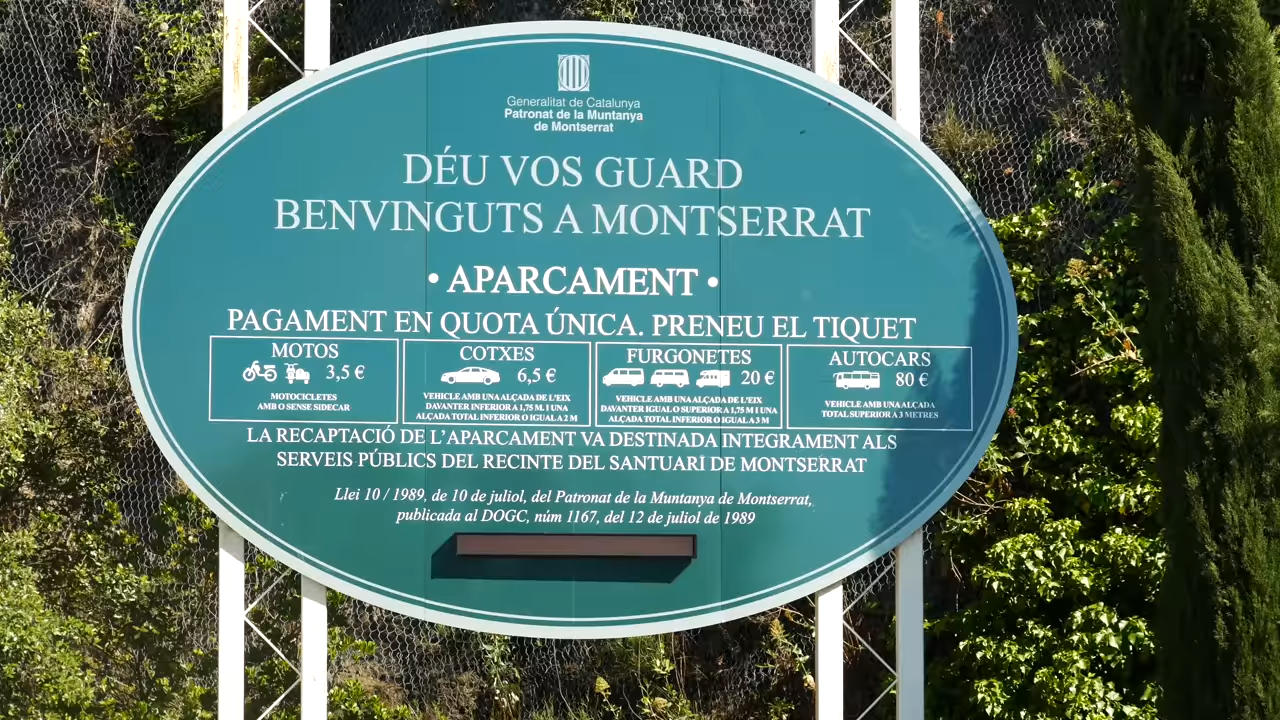 Generalitat de Catalunya
Patronat de la Muntanya
de Montserrat
DÉU VOS GUARD
BENVINGUTS A MONTSERRAT
• APARCAMENT •
PAGAMENT EN QUOTA ÚNICA. PRENEU EL TIQUET
MOTOS
3,5 €
MOTOCICLETES
AMB O SENSE SIDECAR
COTXES
6,5 €
VEHICLE AMB UNA ALÇADA DE L'EIX
DAVANTER INFERIOR A 1,75 M. I UNA
ALÇADA TOTAL INFERIOR O IGUAL A 2 M
FURGONETES
20 €
VEHICLE AMB UNA ALÇADA DE L'EIX
DAVANTER IGUAL O SUPERIOR A 1,75 M I UNA
ALÇADA TOTAL INFERIOR O IGUAL A 3 M
AUTOCARS
80 €
VEHICLE AMB UNA ALÇADA
TOTAL SUPERIOR A 3 METRES
LA RECAPTACIÓ DE L'APARCAMENT VA DESTINADA INTEGRAMENT ALS
SERVEIS PÚBLICS DEL RECINTE DEL SANTUARI DE MONTSERRAT
Llei 10 / 1989, de 10 de juliol, del Patronat de la Muntanya de Montserrat,
publicada al DOGC, núm 1167, del 12 de juliol de 1989